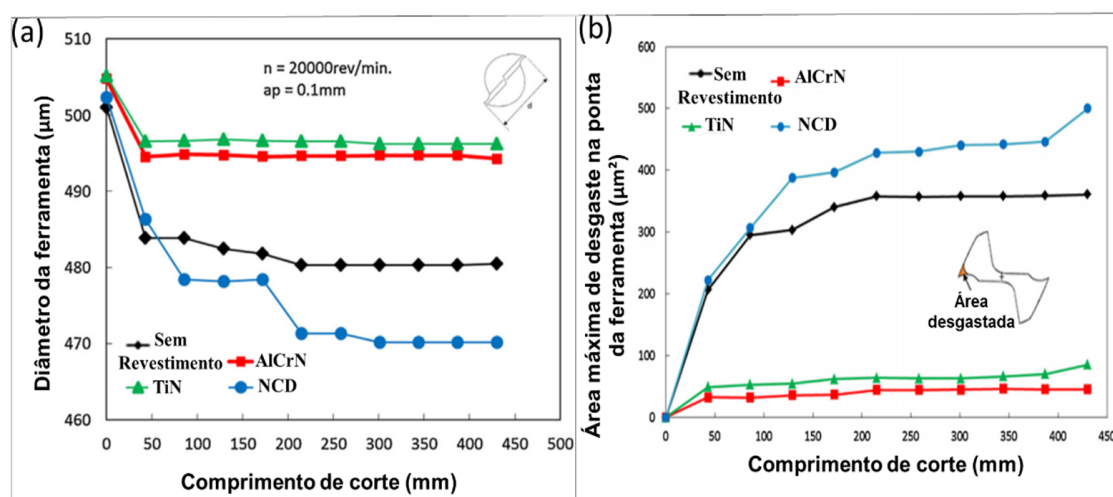 (a)
510
500
490
480
470
460
Diâmetro da ferramenta (µm)
n = 20000rev/min.
ap = 0.1mm
d
Sem
Revestimento
AlCrN
TiN
NCD
0
50
100
150
200
250
300
350
400
450
500
Comprimento de corte (mm)
(b)
600
500
400
300
200
100
0
Área máxima de desgaste na ponta
da ferramenta (µm²)
Sem
Revestimento
AlCrN
TiN
NCD
Área
desgastada
0
50
100
150
200
250
300
350
400
450
Comprimento de corte (mm)